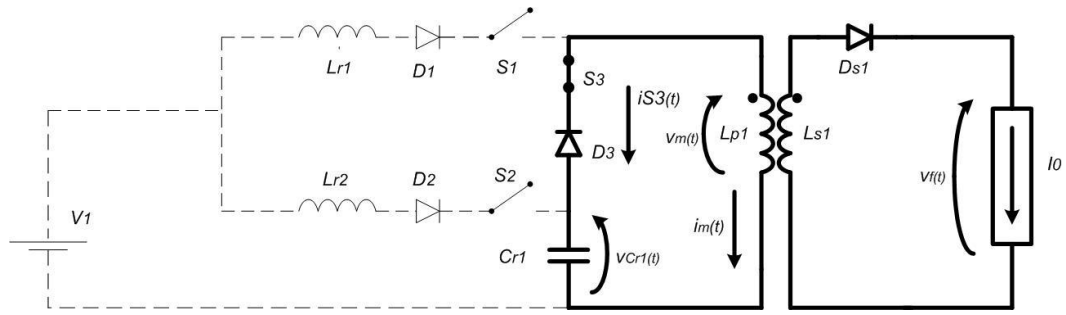 Lr1
D1
S1
S3
iS3(t)
Ds1
vm(t)
Lp1
Ls1
D3
Lr2
D2
S2
vf(t)
I0
V1
Cr1
vCr1(t)
im(t)